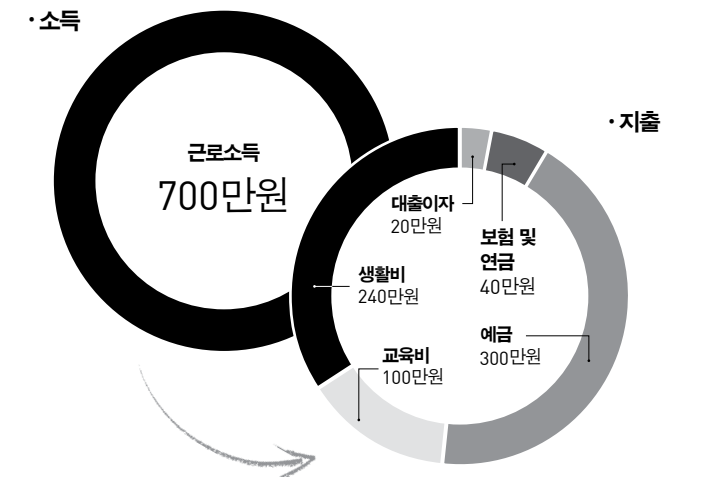 · 소득
근로소득
700만원
· 지출
대출이자
20만원
보험 및
연금
40만원
생활비
240만원
예금
300만원
교육비
100만원